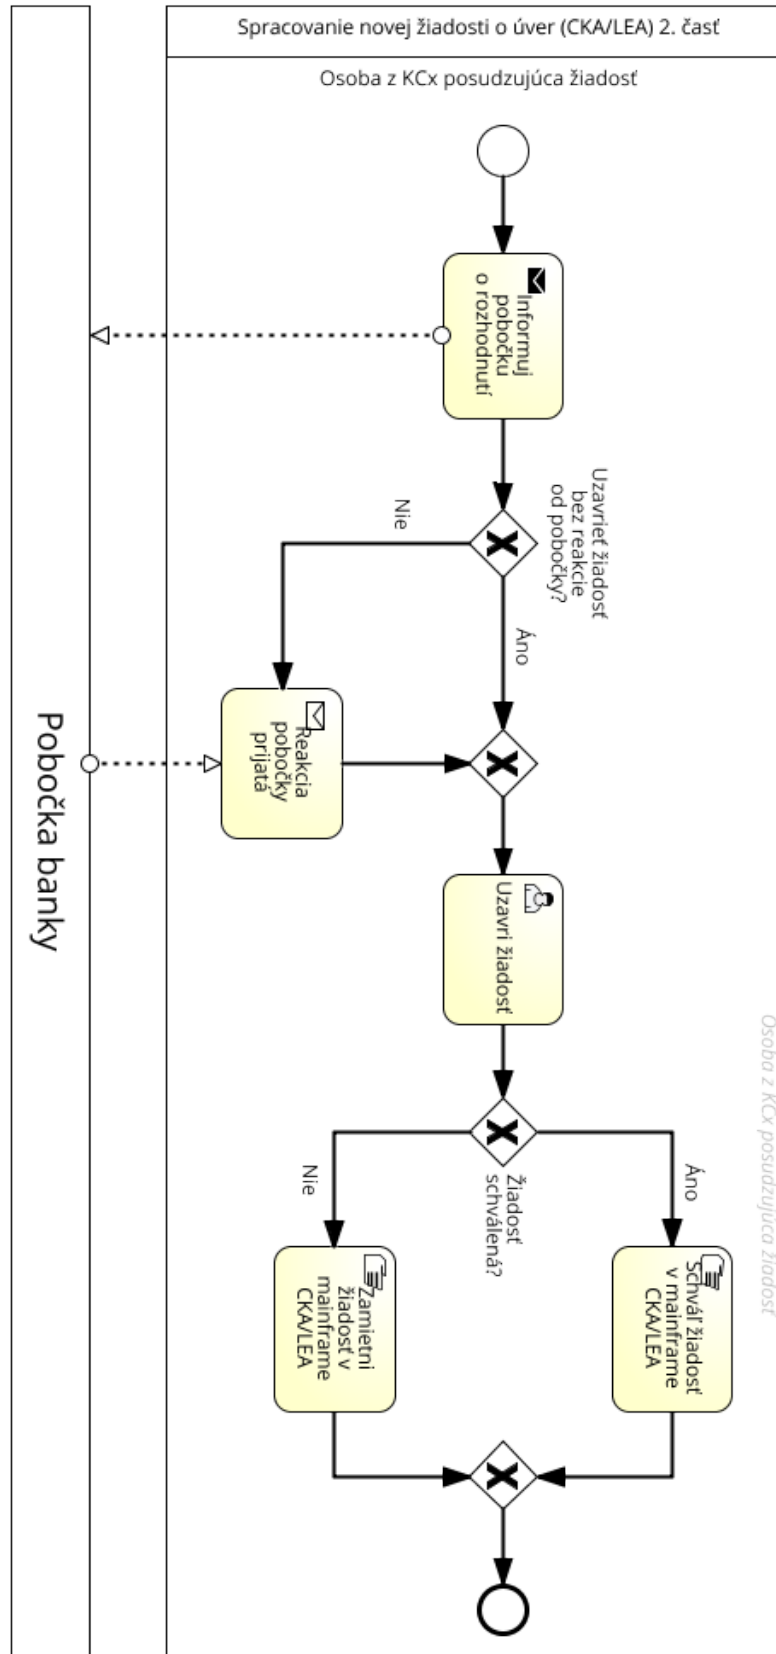 Spracovanie novej žiadosti o úver (CKA/LEA) 2. časť
Osoba z KCx posudzujúca žiadosť
Informuj
pobočku
o rozhodnutí
Uzavrieť žiadosť
bez reakcie
od pobočky?
Nie
Áno
Reakcia
pobočky
prijatá
Pobočka banky
Uzavri žiadosť
Osoba z KCx posudzujúca žiadosť
Žiadosť
schválená?
Áno
Nie
Schváľ žiadosť
v mainframe
CKA/LEA
Zamietni
žiadosť v
mainframe
CKA/LEA